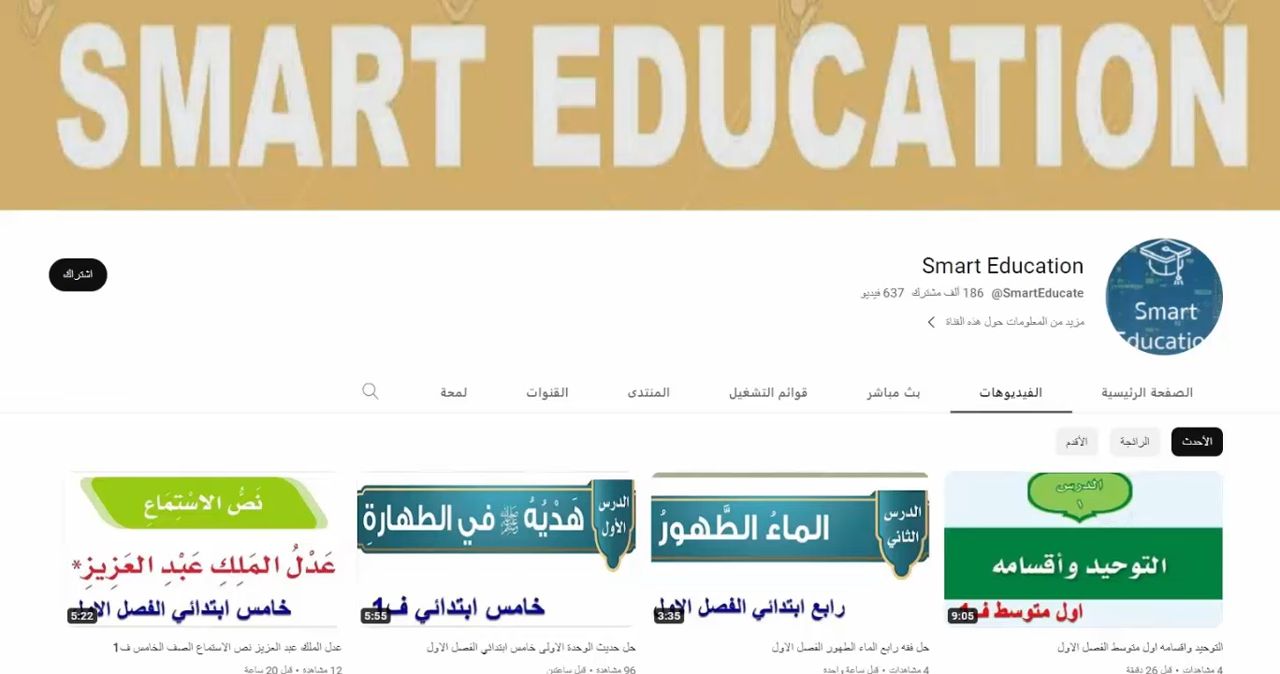 SMART EDUCATION
Smart
Educatio
Smart Education
@SmartEducate 186 ألف مشترك 637 فيديو
مزيد من المعلومات حول هذه القناة
اشتراك
الصفحة الرئيسية
الفيديوهات
بث مباشر
قوائم التشغيل
المنتدى
القنوات
لمحة
الأحدث
الرائجة
الأقدم
الدرس
١
التوحيد وأقسامه
اول متوسط ف1
9:05
التوحيد واقسامه اول متوسط الفصل الاول
4 مشاهدات • قبل 26 دقيقة
الدرس
الثاني
الماءُ الطَّهورُ
رابع ابتدائي الفصل الاول
3:35
حل فقه رابع الماء الطهور الفصل الاول
4 مشاهدات • قبل ساعة واحدة
الدرس
الأول
هَدْيُهُ ﷺ في الطهارةِ
خامس ابتدائي ف1
5:55
حل حديث الوحدة الاولى خامس ابتدائي الفصل الاول
96 مشاهدة • قبل ساعتين
نَصُّ الاسْتِمَاعِ
عَدْلُ المَلِكِ عَبْدِ العَزِيزِ*
خامس ابتدائي الفصل الاول
5:22
عدل الملك عبد العزيز نص الاستماع الصف الخامس ف1
12 مشاهدة • قبل 20 ساعة